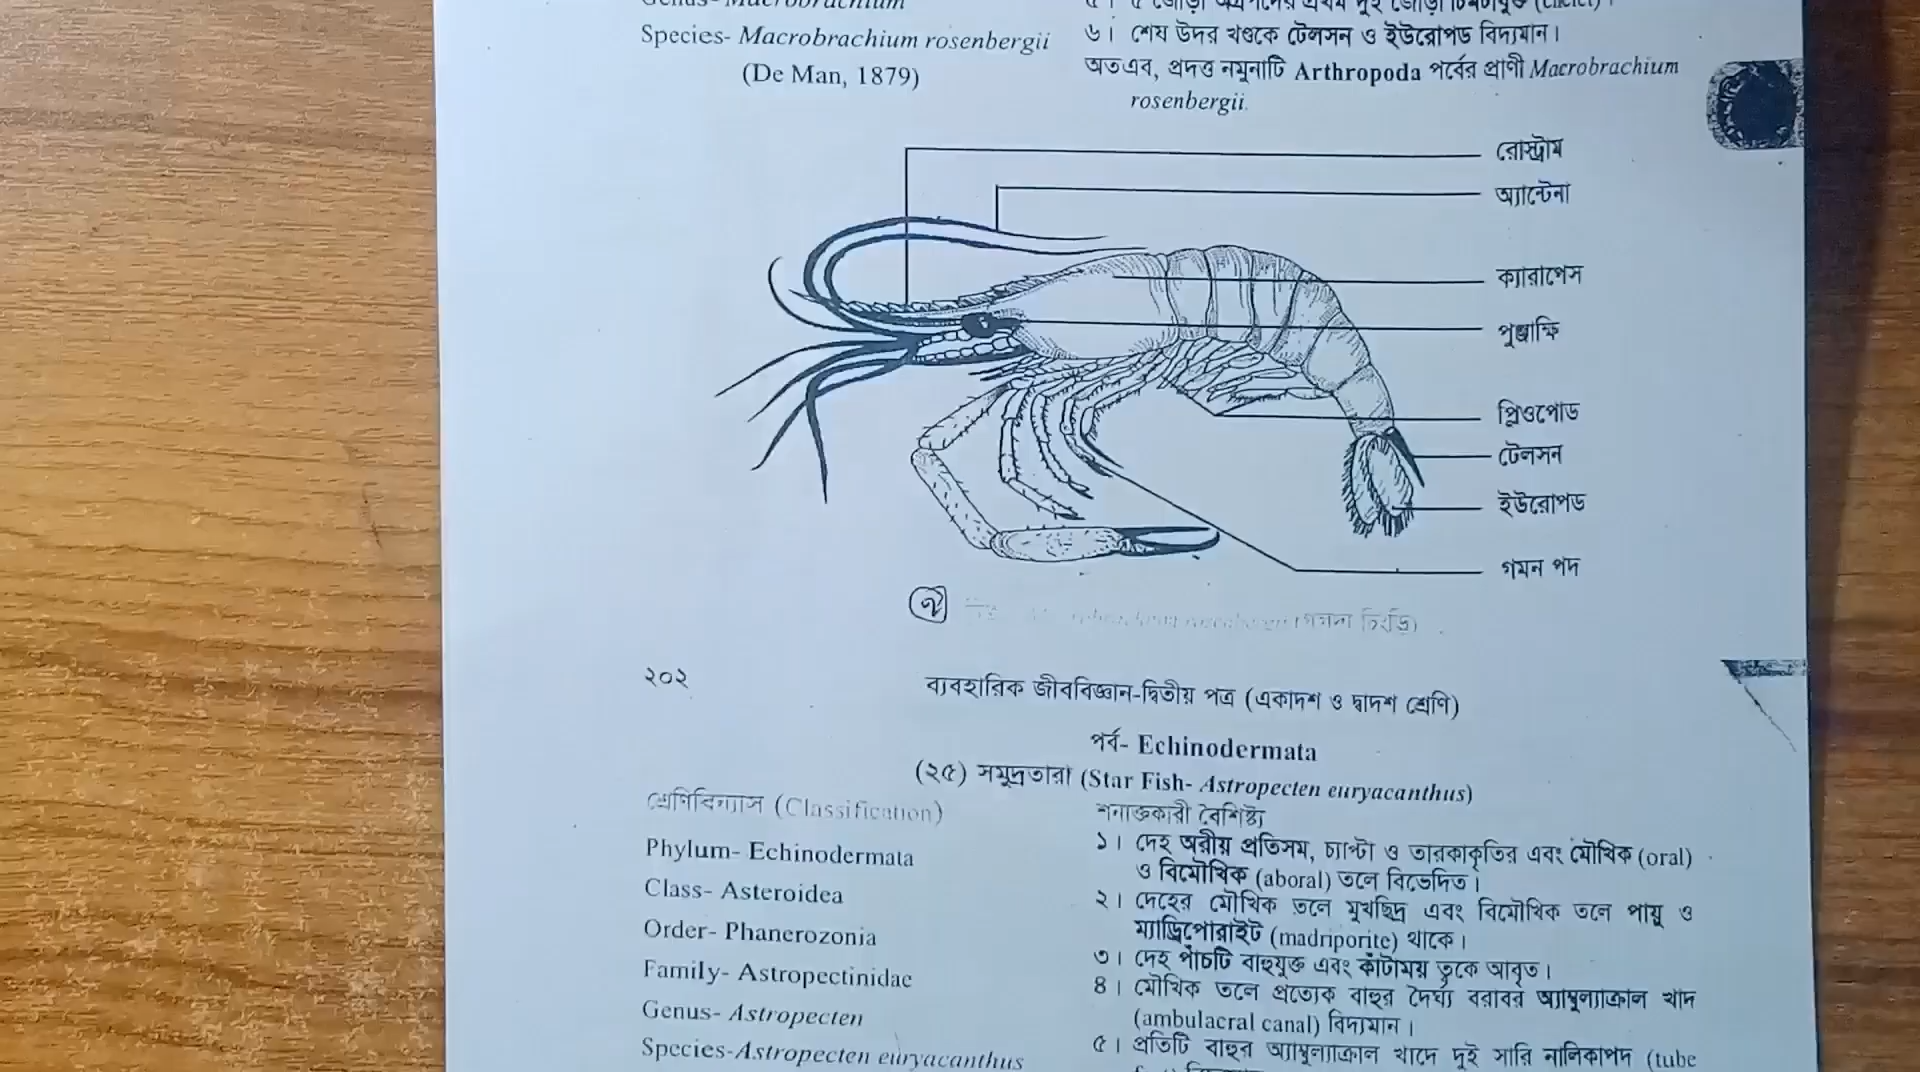 Species- Macrobrachium rosenbergii
(De Man, 1879)
৬। শেষ উদর খণ্ডকে টেলসন ও ইউরোপড বিদ্যমান।
অতএব, প্রদত্ত নমুনাটি Arthropoda পর্বের প্রাণী Macrobrachium
rosenbergii.
রোস্ট্রাম
অ্যান্টেনা
ক্যারাপেস
পুঞ্জাক্ষি
প্লিওপোড
টেলসন
ইউরোপড
গমন পদ
২০২
ব্যবহারিক জীববিজ্ঞান-দ্বিতীয় পত্র (একাদশ ও দ্বাদশ শ্রেণি)
পর্ব- Echinodermata
(২৫) সমুদ্রতারা (Star Fish- Astropecten euryacanthus)
শ্রেণিবিন্যাস (Classification)
Phylum- Echinodermata
Class- Asteroidea
Order- Phanerozonia
Family- Astropectinidae
Genus- Astropecten
Species-Astropecten euryacanthus
শনাক্তকারী বৈশিষ্ট্য
১। দেহ অরীয় প্রতিসম, চ্যাপ্টা ও তারকাকৃতির এবং মৌখিক (oral)
ও বিমৌখিক (aboral) তলে বিভেদিত।
২। দেহের মৌখিক তলে মুখছিদ্র এবং বিমৌখিক তলে পায়ু ও
ম্যাড্রিপোরাইট (madriporite) থাকে।
৩। দেহ পাঁচটি বাহুযুক্ত এবং কাঁটাময় ত্বকে আবৃত।
৪। মৌখিক তলে প্রত্যেক বাহুর দৈর্ঘ্য বরাবর অ্যাম্বুল্যাক্রাল খাদ
(ambulacral canal) বিদ্যমান।
৫। প্রতিটি বাহুর অ্যাম্বুল্যাক্রাল খাদে দুই সারি নালিকাপদ (tube